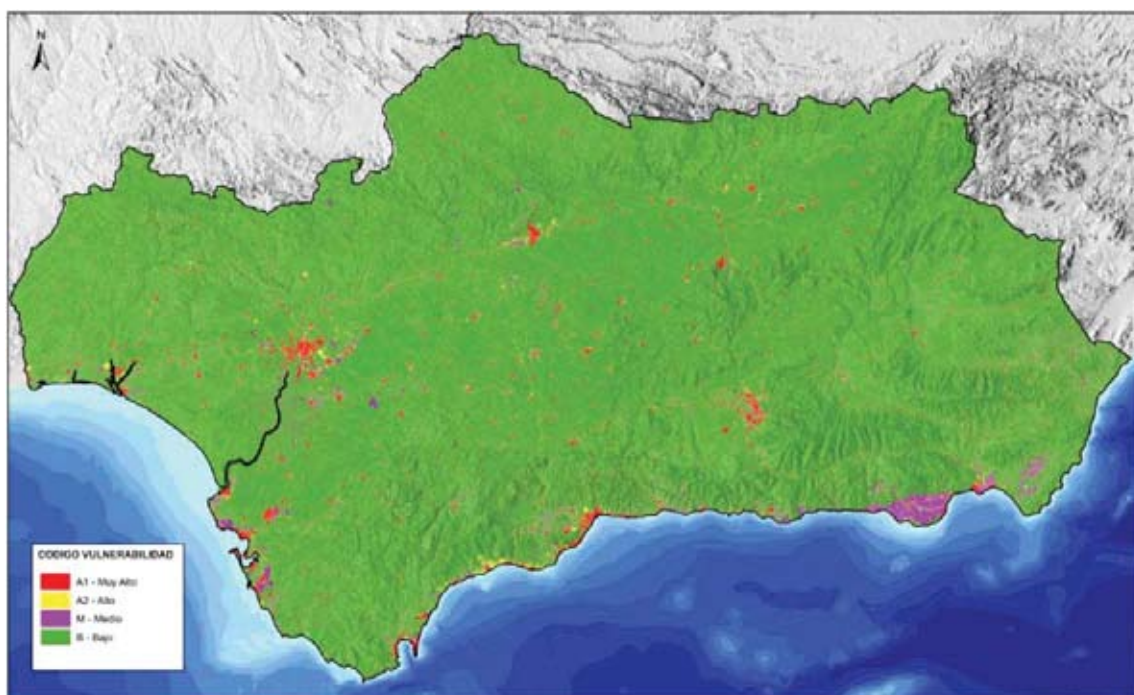 N
CODIGO VULNERABILIDAD
A1 - Muy Alto
A2 - Alto
M - Medio
B - Bajo